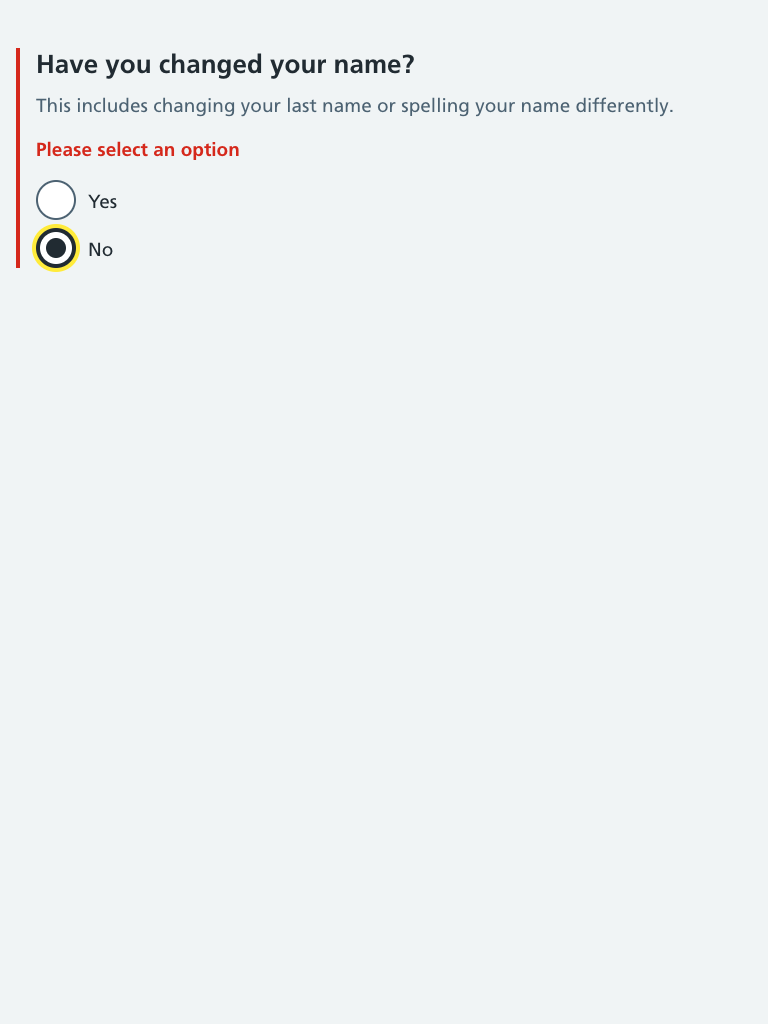 Have you changed your name?
This includes changing your last name or spelling your name differently.
Please select an option
Yes
No